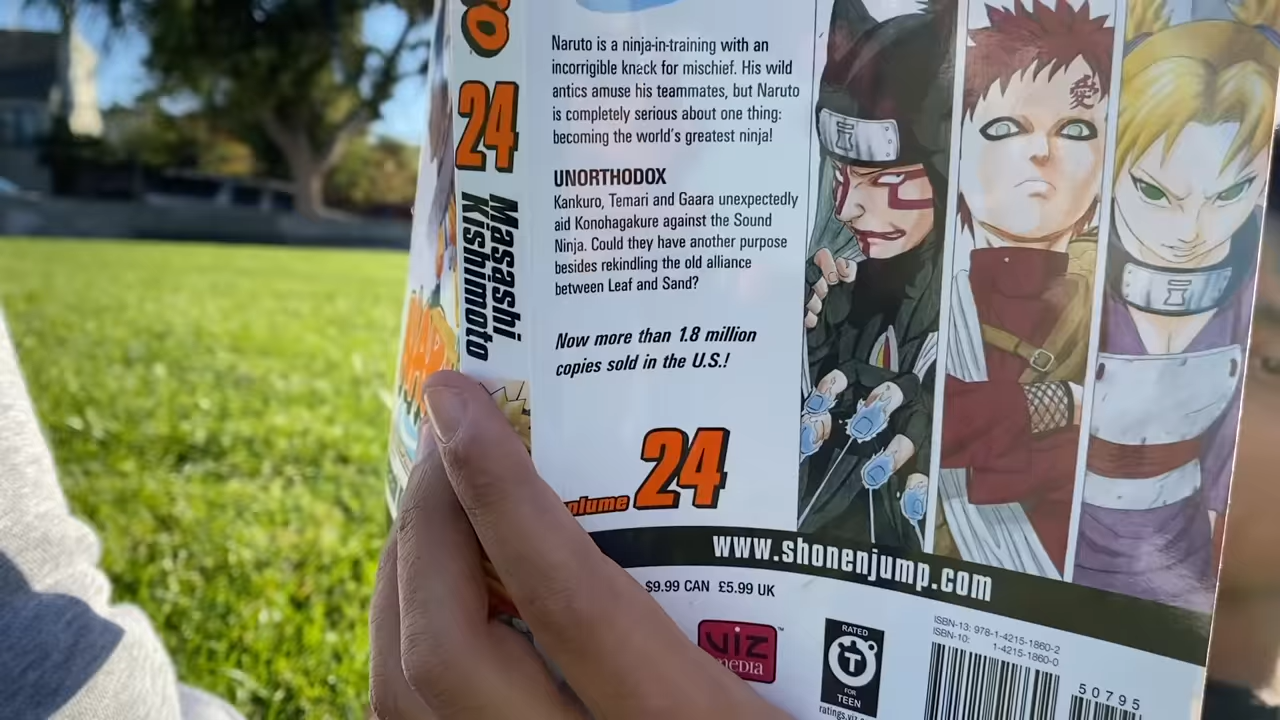 24
Masashi
Kishimoto
Naruto is a ninja-in-training with an
incorrigible knack for mischief. His wild
antics amuse his teammates, but Naruto
is completely serious about one thing:
becoming the world's greatest ninja!
UNORTHODOX
Kankuro, Temari and Gaara unexpectedly
aid Konohagakure against the Sound
Ninja. Could they have another purpose
besides rekindling the old alliance
between Leaf and Sand?
Now more than 1.8 million
copies sold in the U.S.!
24
愛
www.shonenjump.com
$9.99 CAN £5.99 UK
VIZ
MEDIA
TM
RATED
T
FOR
TEEN
ISBN-13: 978-1-4215-1860-2
ISBN-10: 1-4215-1860-0
50795